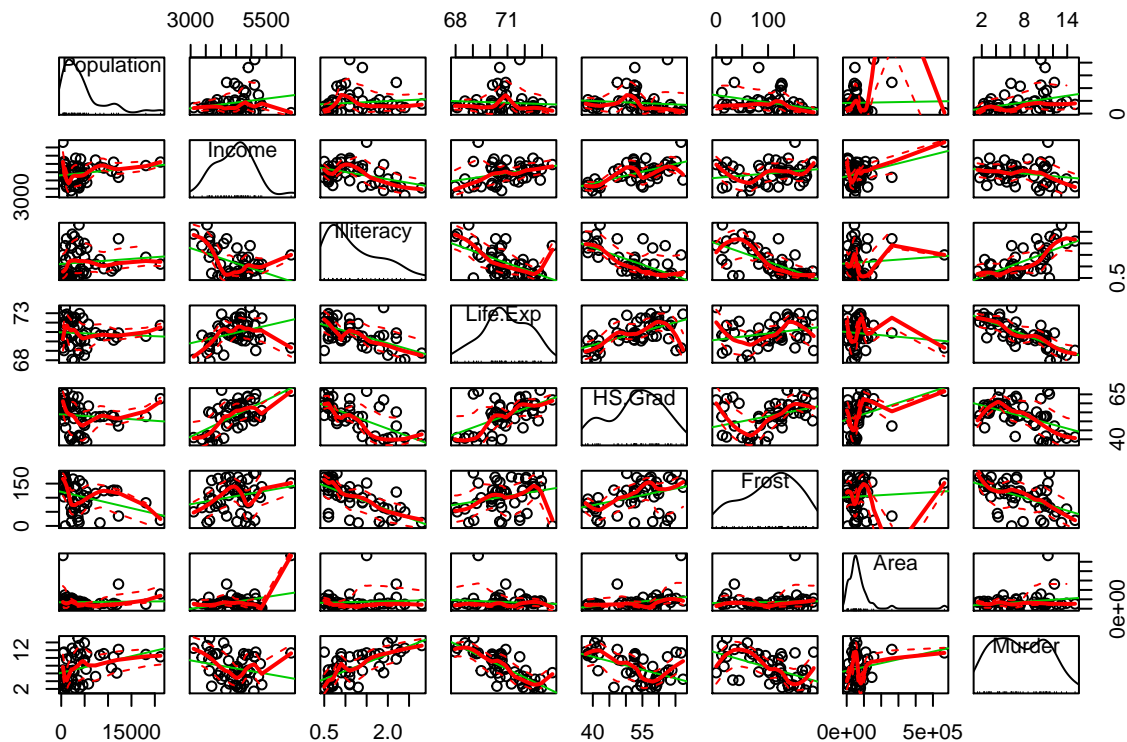 3000 5500 68 71 0 100 2 8 14
Population 0
3000 Income
Illiteracy 0.5
68 73 Life.Exp
HS.Grad 40 65
0 150 Frost
Area 0e+00
2 12 Murder
0 15000 0.5 2.0 40 55 0e+00 5e+05